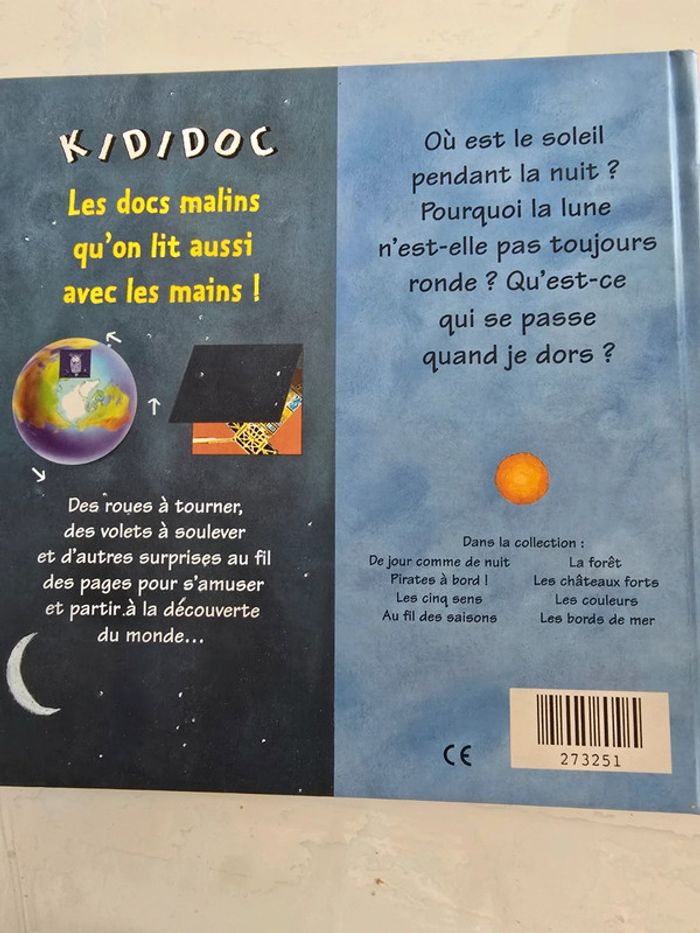 KIDIDOC
Les docs malins
qu'on lit aussi
avec les mains !
Des roues à tourner,
des volets à soulever
et d'autres surprises au fil
des pages pour s'amuser
et partir à la découverte
du monde...
Où est le soleil
pendant la nuit ?
Pourquoi la lune
n'est-elle pas toujours
ronde ? Qu'est-ce
qui se passe
quand je dors ?
Dans la collection :
De jour comme de nuit
Pirates à bord !
Les cinq sens
Au fil des saisons
La forêt
Les châteaux forts
Les couleurs
Les bords de mer
CE
273251